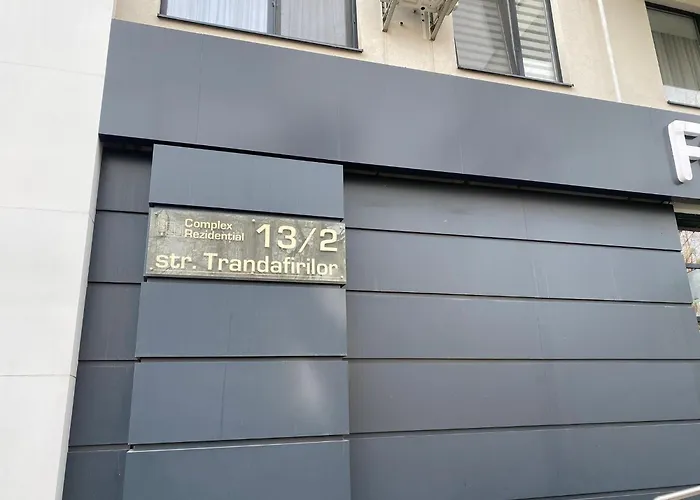 Complex
Rezidential 13/2
str. Trandafirilor
F